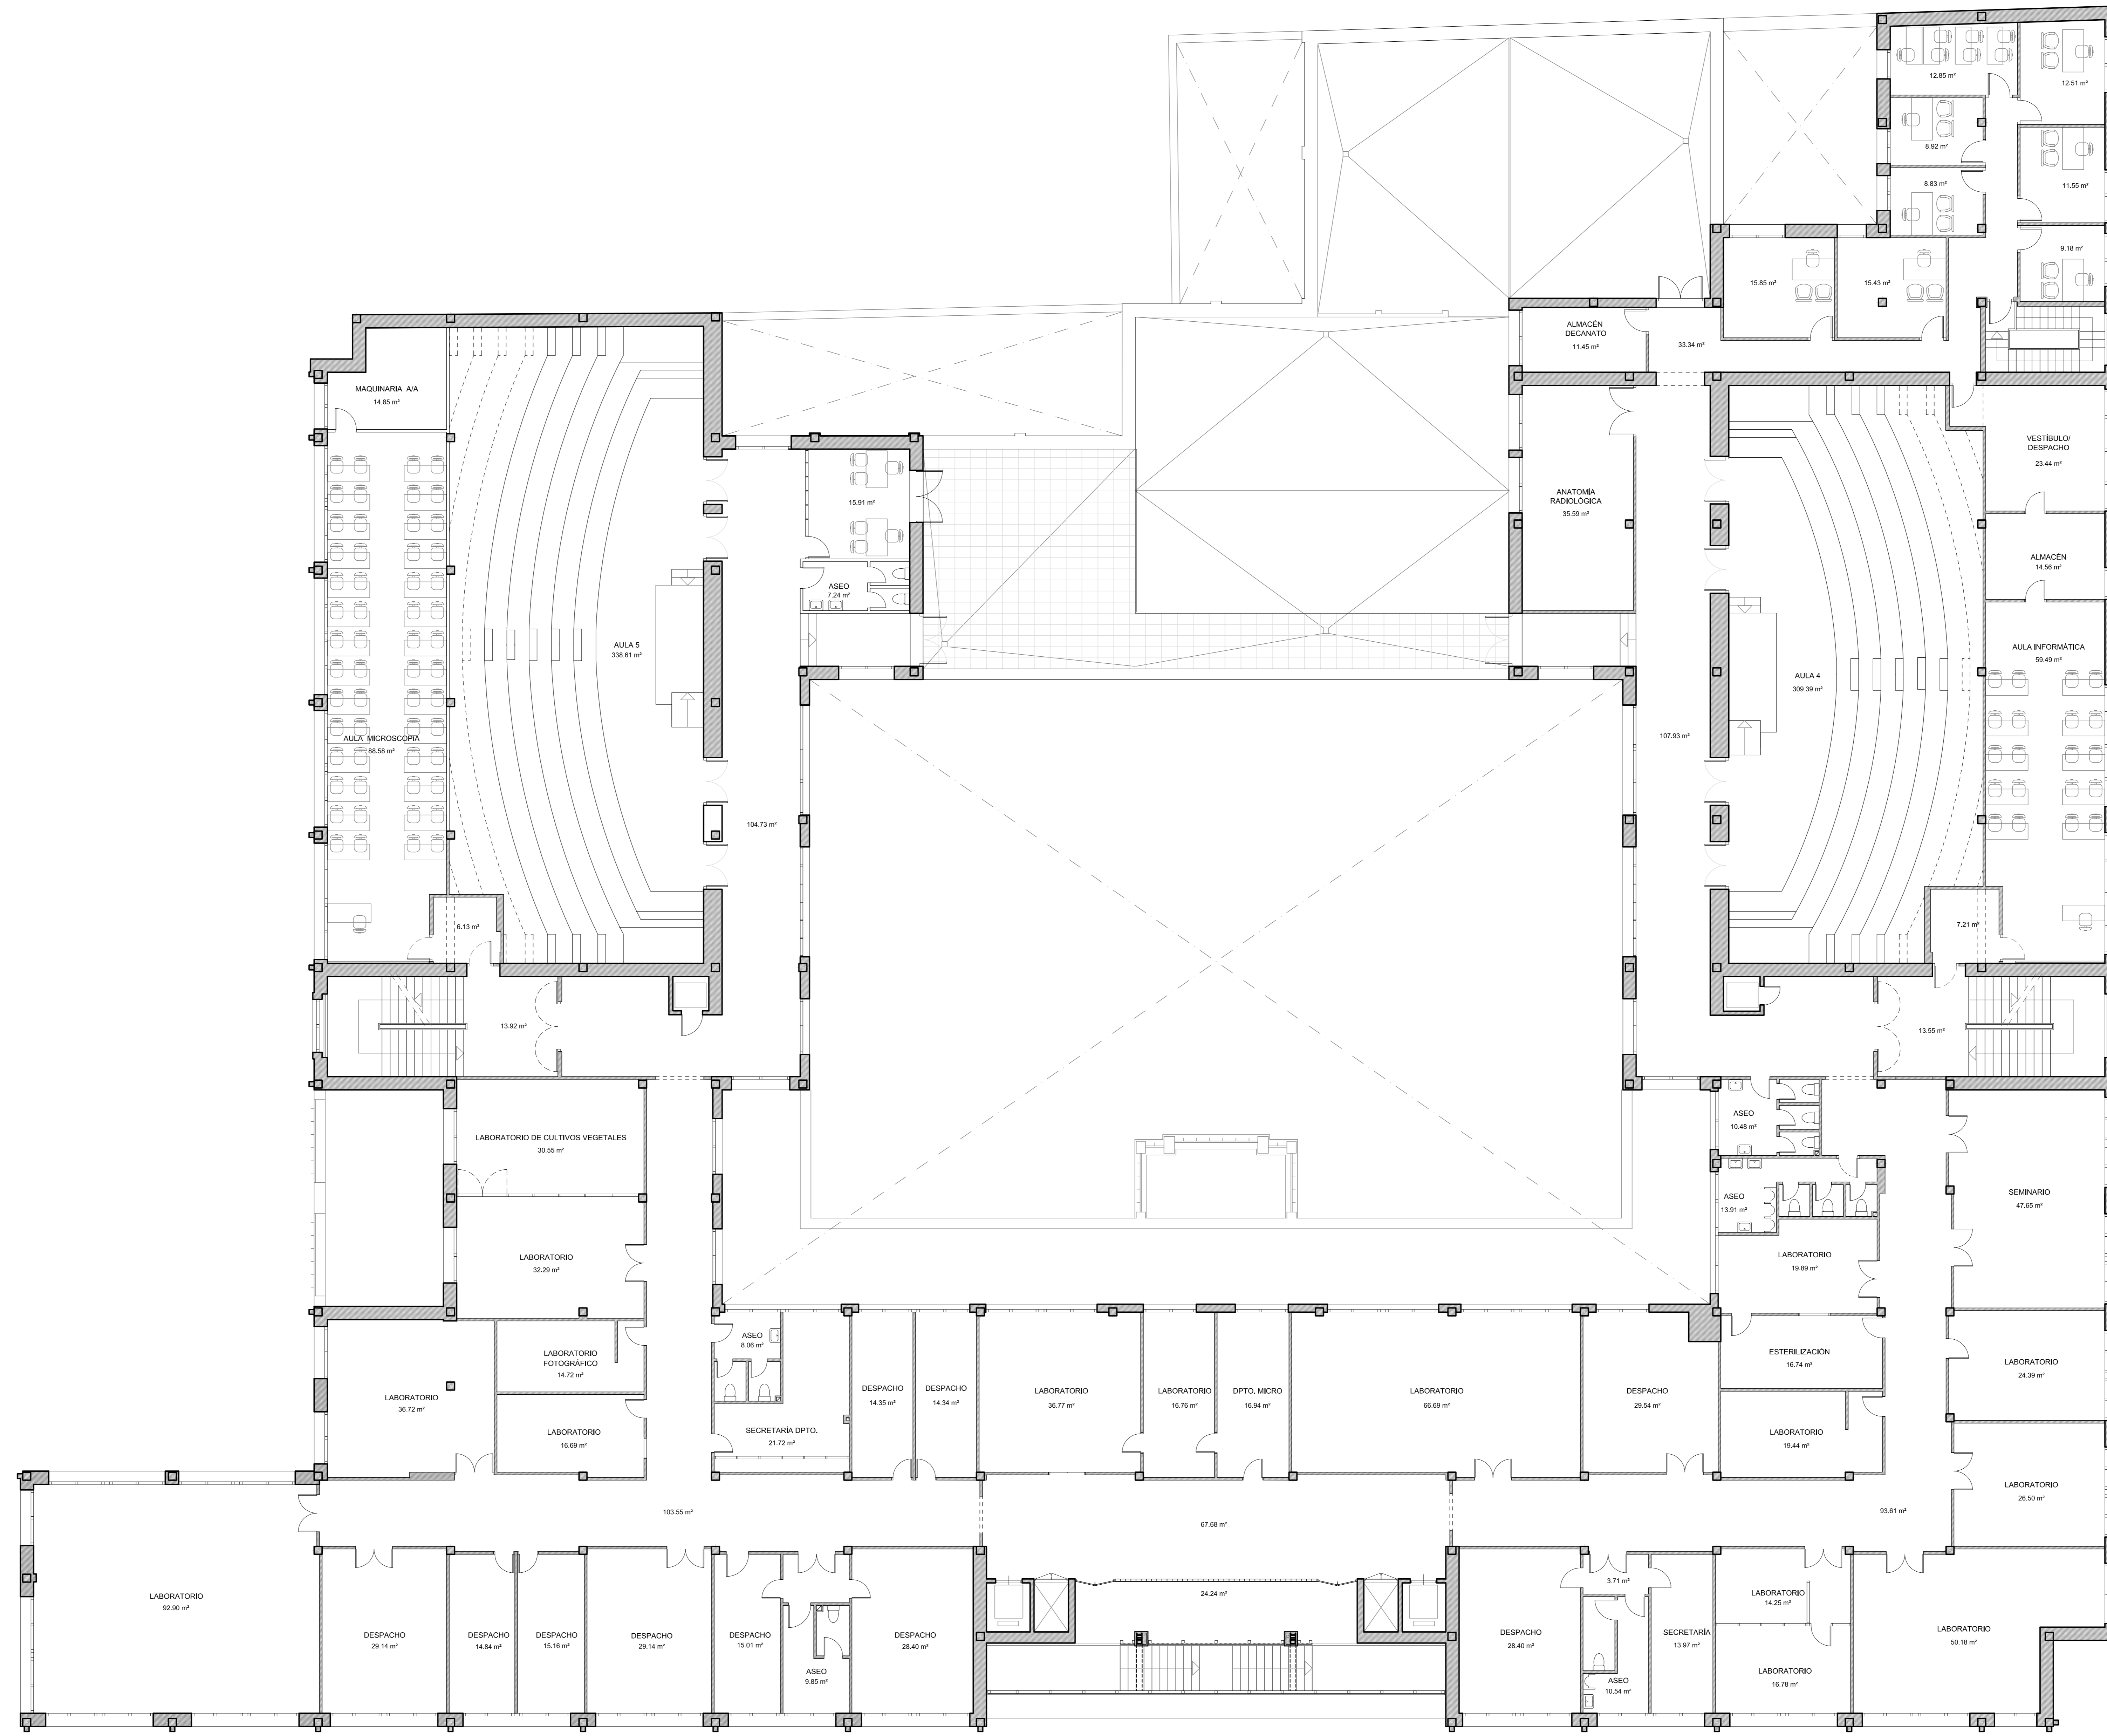 12.85 m²
12.51 m²
8.92 m²
11.55 m²
8.83 m²
9.18 m²
15.85 m²
15.43 m²
ALMACÉN
DECANATO
11.45 m²
33.34 m²
MAQUINARIA A/A
14.85 m²
VESTÍBULO/
DESPACHO
23.44 m²
15.91 m²
ANATOMÍA
RADIOLÓGICA
35.59 m²
ALMACÉN
14.56 m²
ASEO
7.24 m²
AULA 5
338.61 m²
AULA INFORMÁTICA
59.49 m²
AULA 4
309.39 m²
AULA MICROSCOPÍA
88.58 m²
107.93 m²
104.73 m²
6.13 m²
7.21 m²
13.92 m²
13.55 m²
ASEO
10.48 m²
LABORATORIO DE CULTIVOS VEGETALES
30.55 m²
ASEO
13.91 m²
SEMINARIO
47.65 m²
LABORATORIO
32.29 m²
LABORATORIO
19.89 m²
ASEO
8.06 m²
LABORATORIO
FOTOGRÁFICO
14.72 m²
ESTERILIZACIÓN
16.74 m²
LABORATORIO
24.39 m²
LABORATORIO
36.72 m²
DESPACHO
14.35 m²
DESPACHO
14.34 m²
LABORATORIO
36.77 m²
LABORATORIO
16.76 m²
DPTO. MICRO
16.94 m²
LABORATORIO
66.69 m²
DESPACHO
29.54 m²
LABORATORIO
16.69 m²
SECRETARÍA DPTO.
21.72 m²
LABORATORIO
19.44 m²
LABORATORIO
26.50 m²
103.55 m²
67.68 m²
93.61 m²
LABORATORIO
92.90 m²
24.24 m²
3.71 m²
LABORATORIO
14.25 m²
DESPACHO
29.14 m²
DESPACHO
14.84 m²
DESPACHO
15.16 m²
DESPACHO
29.14 m²
DESPACHO
15.01 m²
ASEO
9.85 m²
DESPACHO
28.40 m²
DESPACHO
28.40 m²
ASEO
10.54 m²
SECRETARÍA
13.97 m²
LABORATORIO
16.78 m²
LABORATORIO
50.18 m²